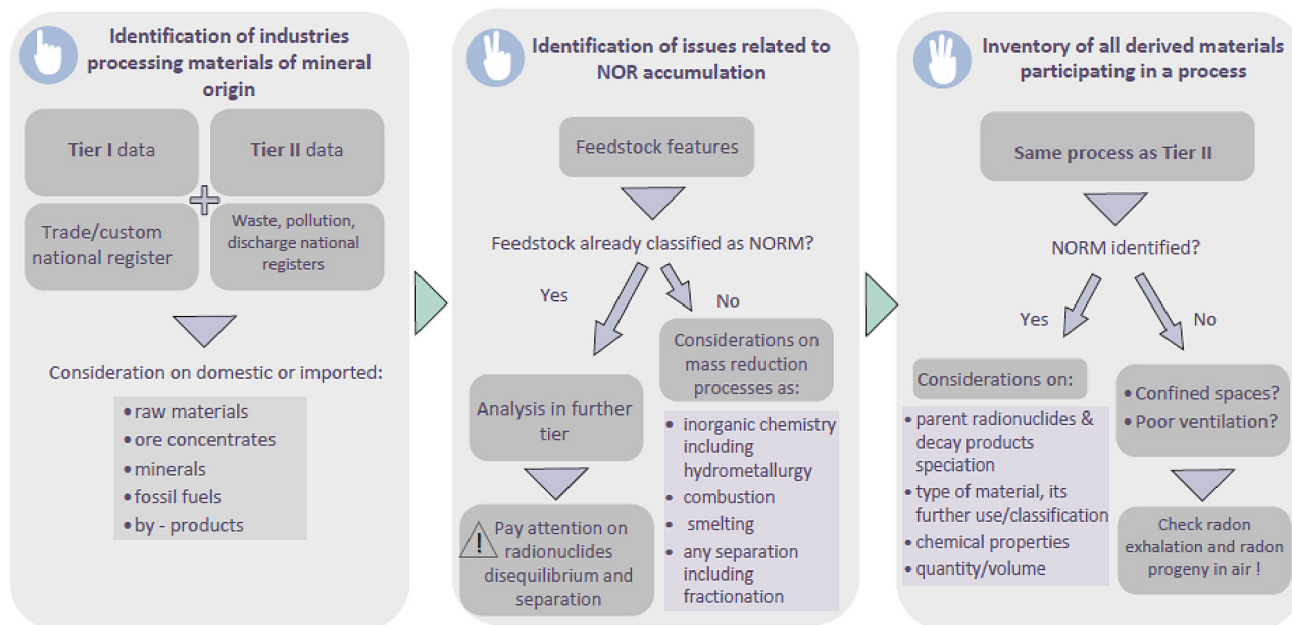 Identification of industries
processing materials of mineral
origin
Tier I data
Tier II data
Trade/custom
national register
Waste, pollution,
discharge national
registers
Consideration on domestic or imported:
• raw materials
• ore concentrates
• minerals
• fossil fuels
• by - products
Identification of issues related to
NOR accumulation
Feedstock features
Feedstock already classified as NORM?
Yes
No
Analysis in further
tier
Pay attention on
radionuclides
disequilibrium and
separation
Considerations on
mass reduction
processes as:
• inorganic chemistry
including
hydrometallurgy
• combustion
• smelting
• any separation
including
fractionation
Inventory of all derived materials
participating in a process
Same process as Tier II
NORM identified?
Yes
No
Considerations on:
• parent radionuclides &
decay products
speciation
• type of material, its
further use/classification
• chemical properties
• quantity/volume
• Confined spaces?
• Poor ventilation?
Check radon
exhalation and radon
progeny in air !